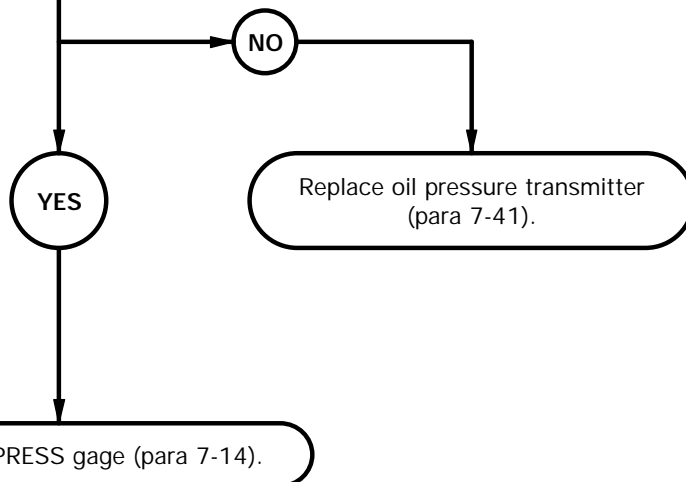 NO
YES
Replace oil pressure transmitter
(para 7-41).
PRESS gage (para 7-14).